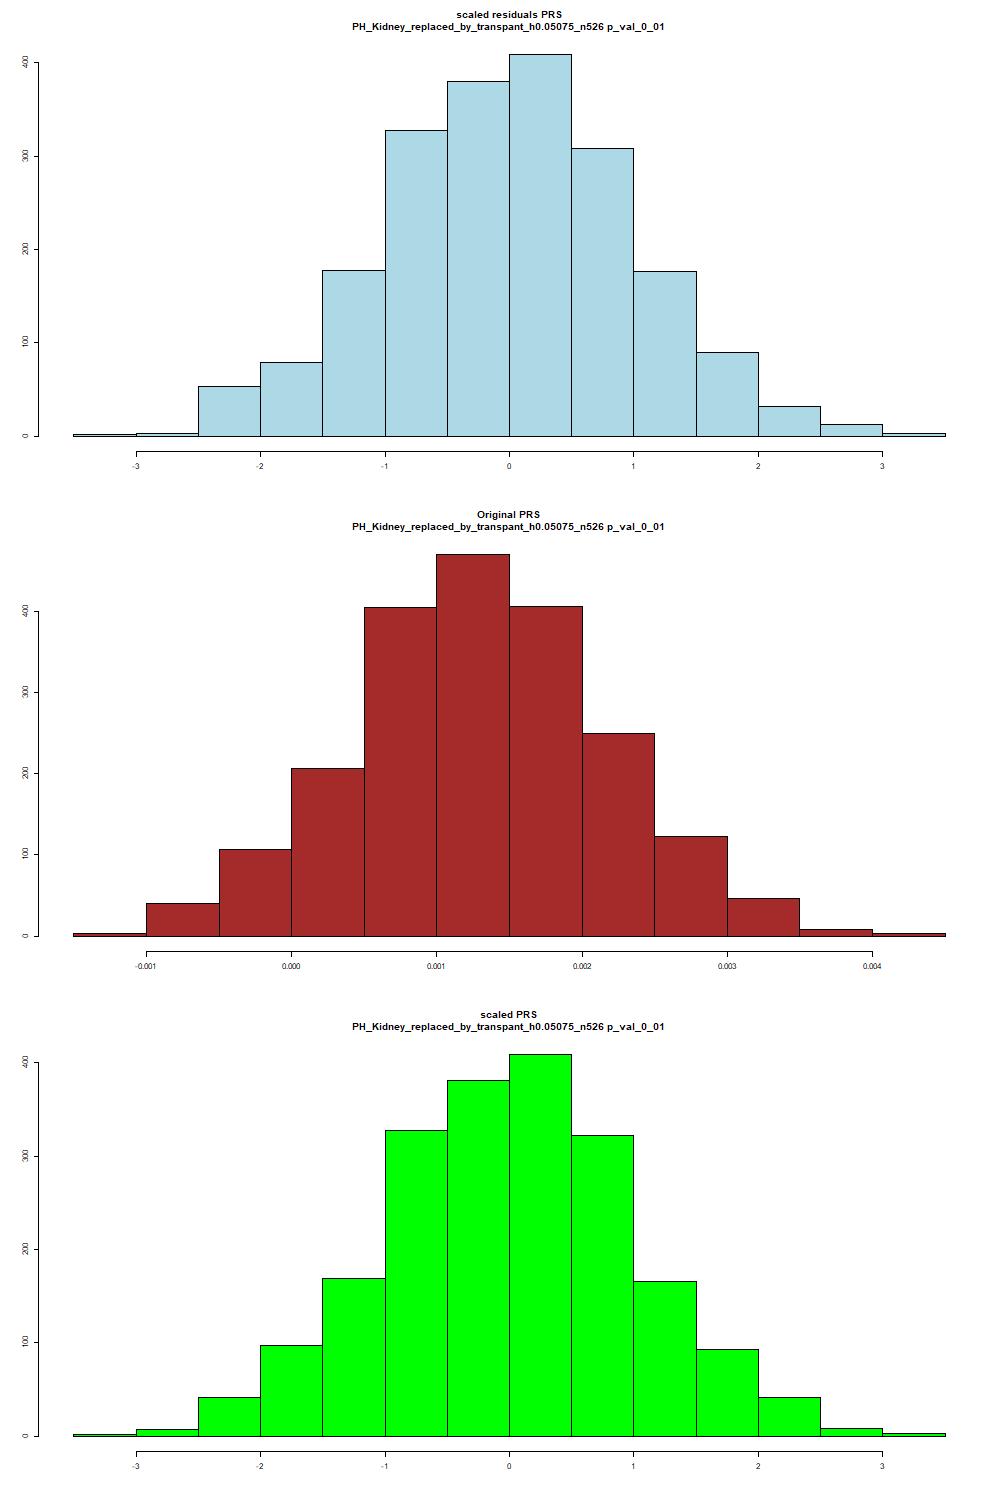 scaled residuals PRS
PH_Kidney_replaced_by_transpant_h0.05075_n526 p_val_0_01
400
300
200
100
0
-3 -2 -1 0 1 2 3
Original PRS
PH_Kidney_replaced_by_transpant_h0.05075_n526 p_val_0_01
400
300
200
100
0
-0.001 0.000 0.001 0.002 0.003 0.004
scaled PRS
PH_Kidney_replaced_by_transpant_h0.05075_n526 p_val_0_01
400
300
200
100
0
-3 -2 -1 0 1 2 3